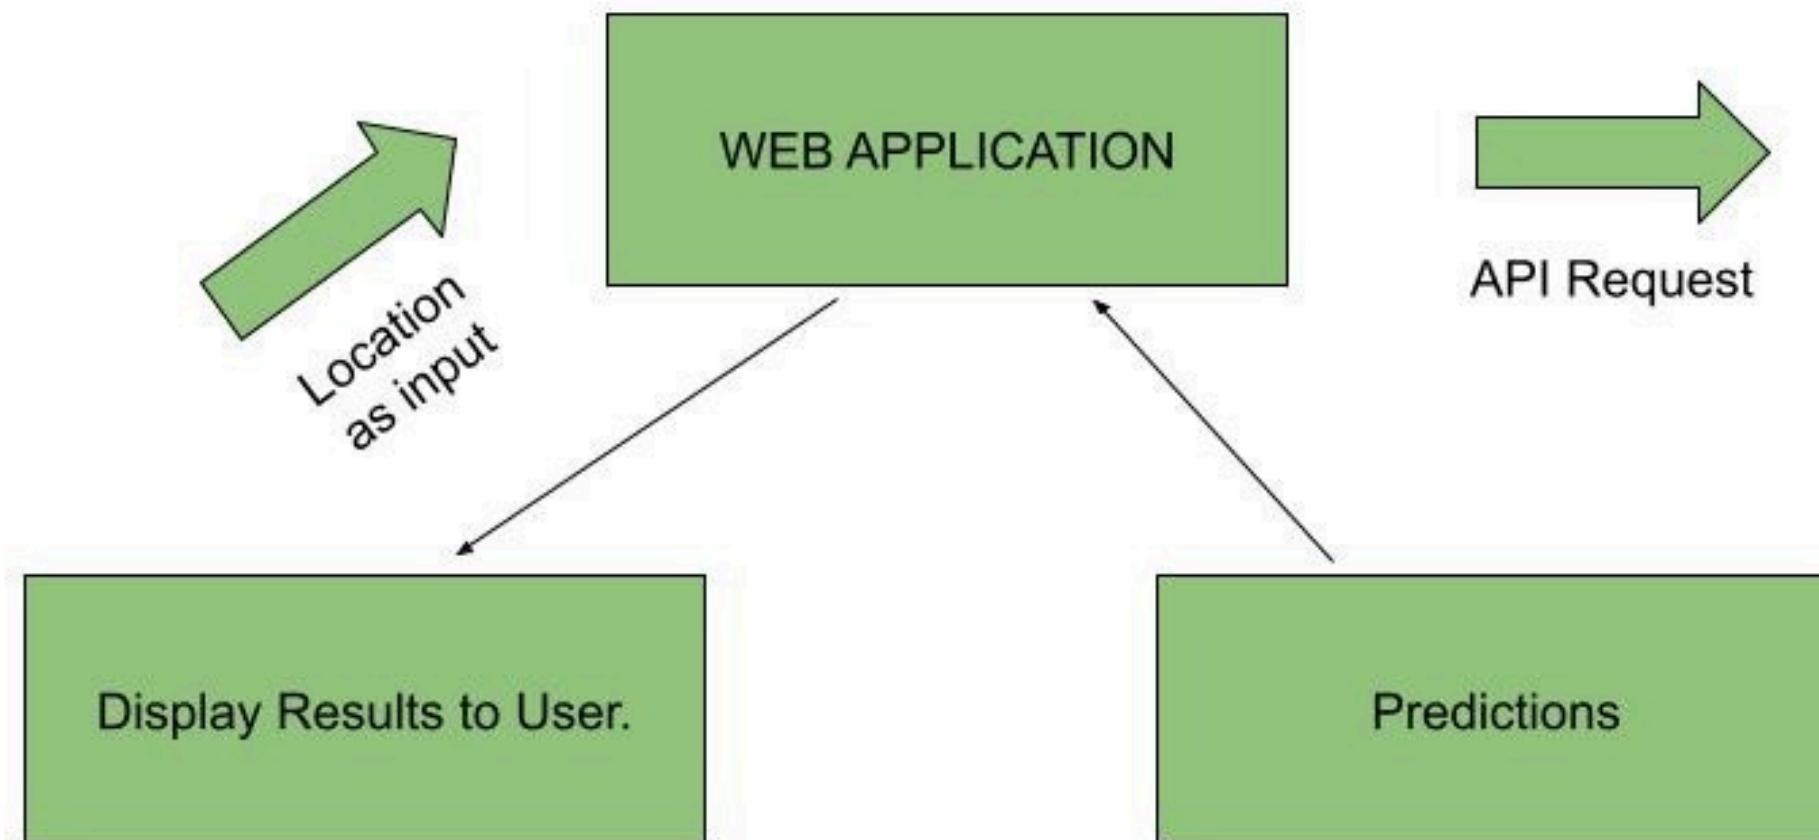 WEB APPLICATION
API Request
Location
as input
Display Results to User.
Predictions